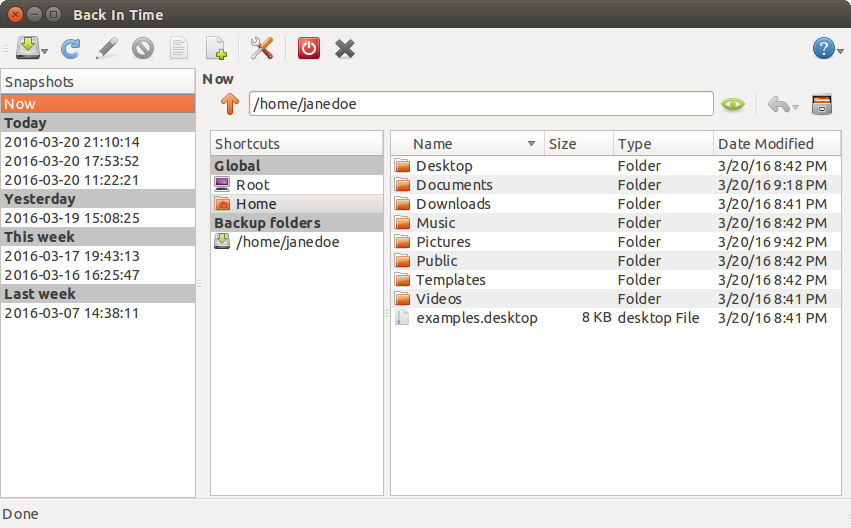 Back In Time
Snapshots
Now
Today
2016-03-20 21:10:14
2016-03-20 17:53:52
2016-03-20 11:22:21
Yesterday
2016-03-19 15:08:25
This week
2016-03-17 19:43:13
2016-03-16 16:25:47
Last week
2016-03-07 14:38:11
Now
/home/janedoe
Shortcuts
Global
Root
Home
Backup folders
/home/janedoe
Name Size Type Date Modified
Desktop Folder 3/20/16 8:42 PM
Documents Folder 3/20/16 9:18 PM
Downloads Folder 3/20/16 8:41 PM
Music Folder 3/20/16 8:42 PM
Pictures Folder 3/20/16 9:42 PM
Public Folder 3/20/16 8:42 PM
Templates Folder 3/20/16 8:42 PM
Videos Folder 3/20/16 8:41 PM
examples.desktop 8 KB desktop File 3/20/16 8:41 PM
Done